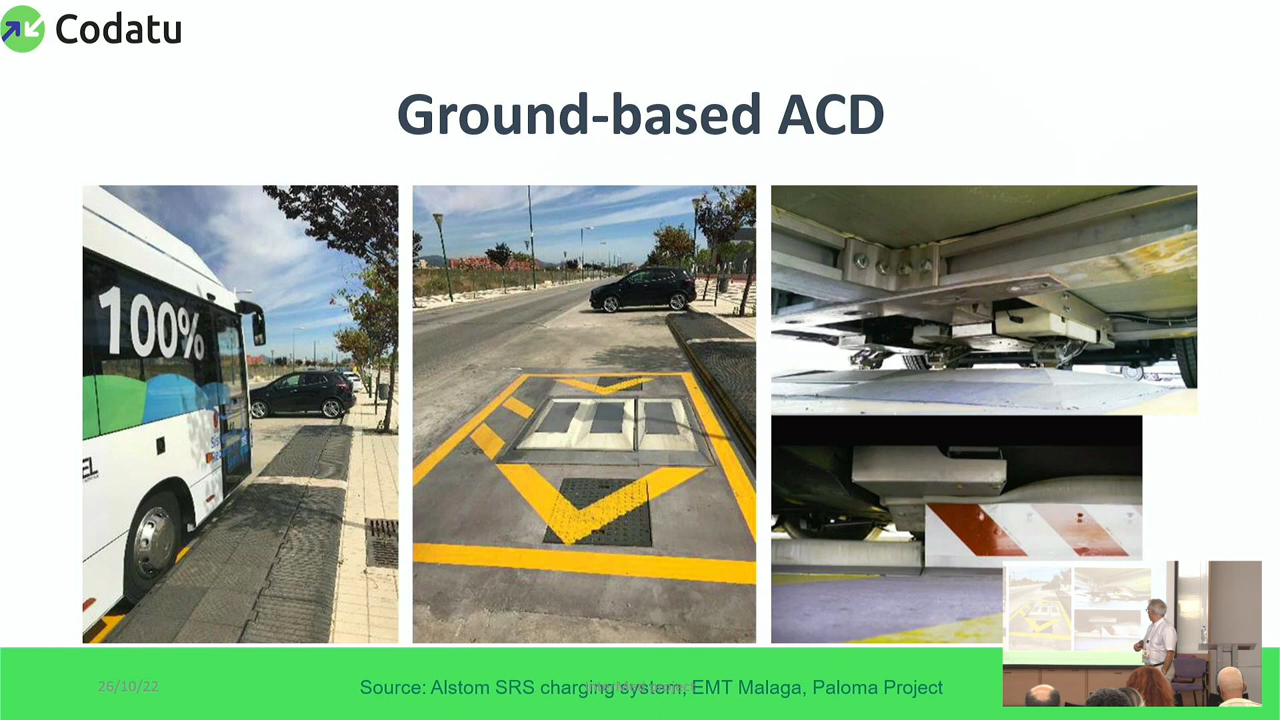 Codatu
Ground-based ACD
100%
26/10/22
Source: Alstom SRS charging system, EMT Malaga, Paloma Project